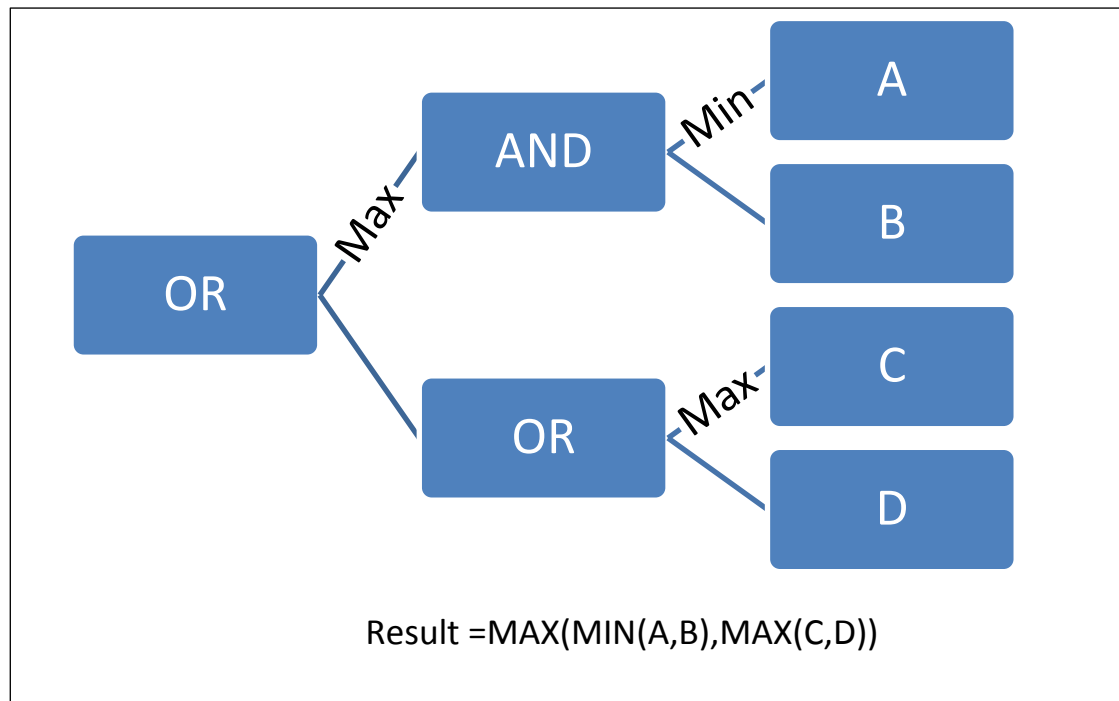 A
Min
AND
B
Max
OR
C
Max
OR
D
Result =MAX(MIN(A,B),MAX(C,D))